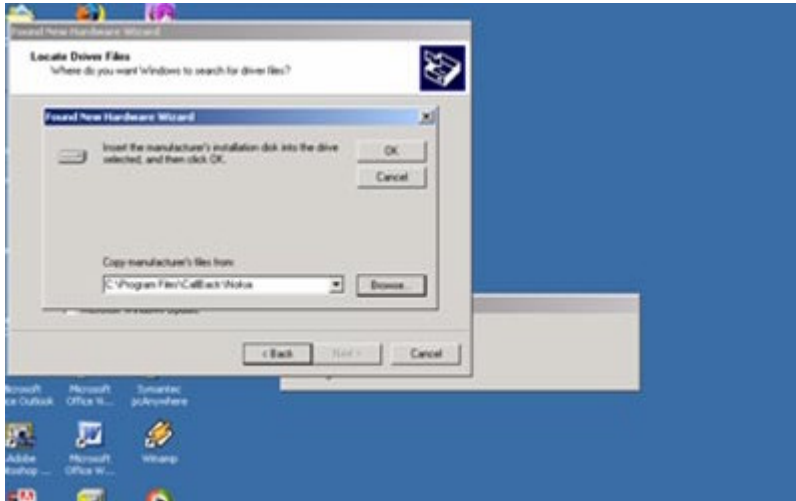 Found New Hardware Wizard
Locate Driver Files
Where do you want Windows to search for driver files?
Found New Hardware Wizard
Insert the manufacturer's installation disk into the drive
selected, and then click OK.
OK
Cancel
Copy manufacturer's files from:
C:\Program Files\CallBack\Nokia
Browse...
< Back
Next >
Cancel
Microsoft
Outlook
Microsoft
Office W...
Symantec
pcAnywhere
Adobe
Microsoft
Office W...
Winamp